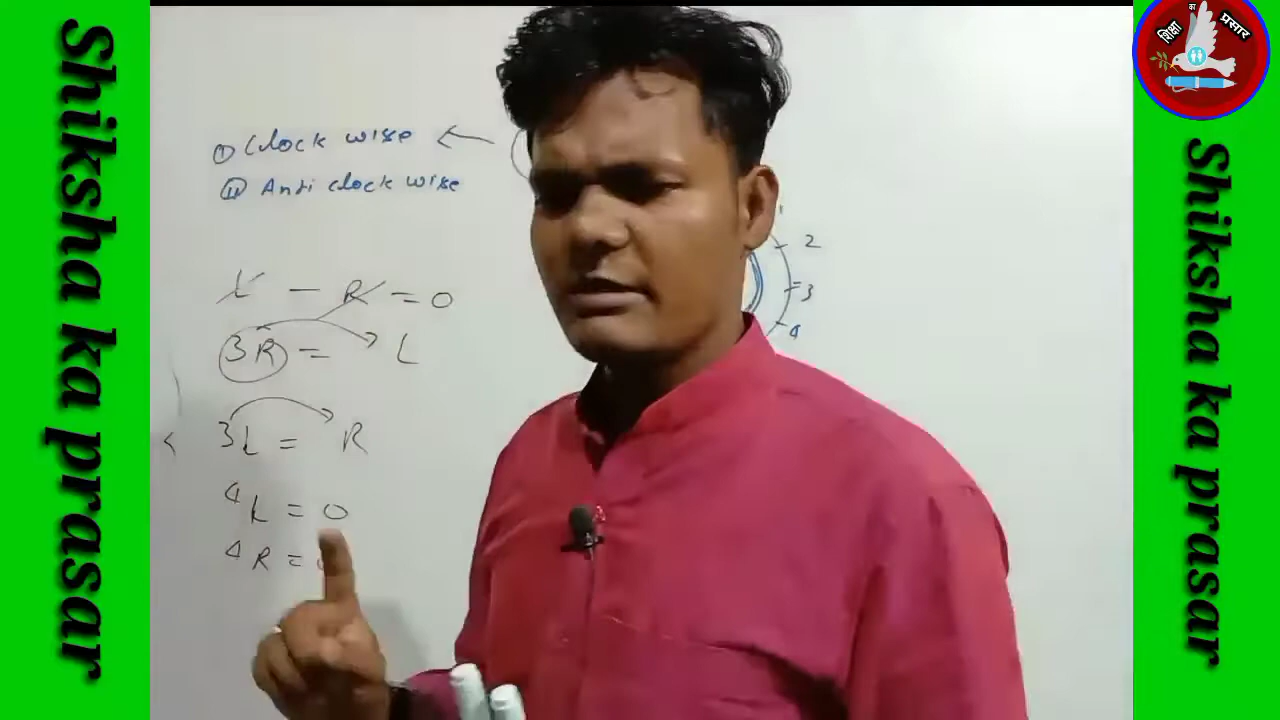 Shiksha ka prasar
शिक्षा का प्रसार
Shiksha ka prasar
① Clock wise ←
② Anti clock wise
L - R = 0
3R = L
3L = R
4L = 0
4R =
2
3
4